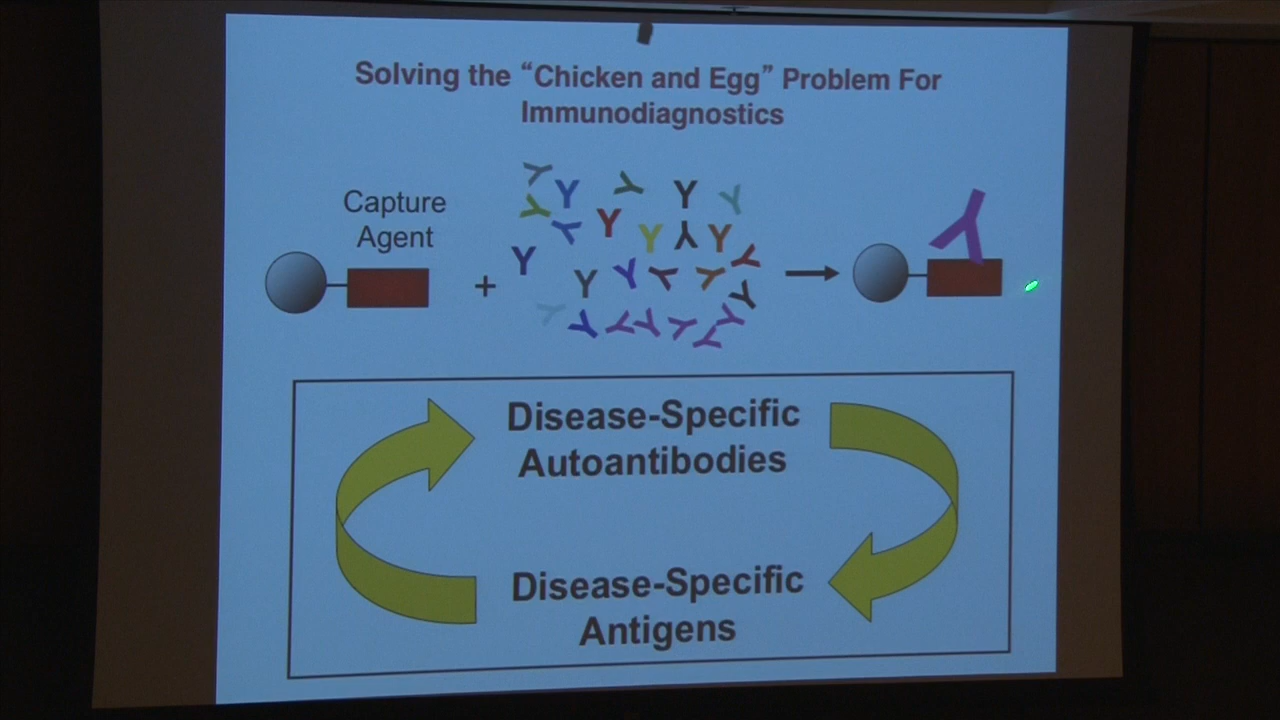 Solving the “Chicken and Egg” Problem For
Immunodiagnostics
Capture
Agent
+
Disease-Specific
Autoantibodies
Disease-Specific
Antigens